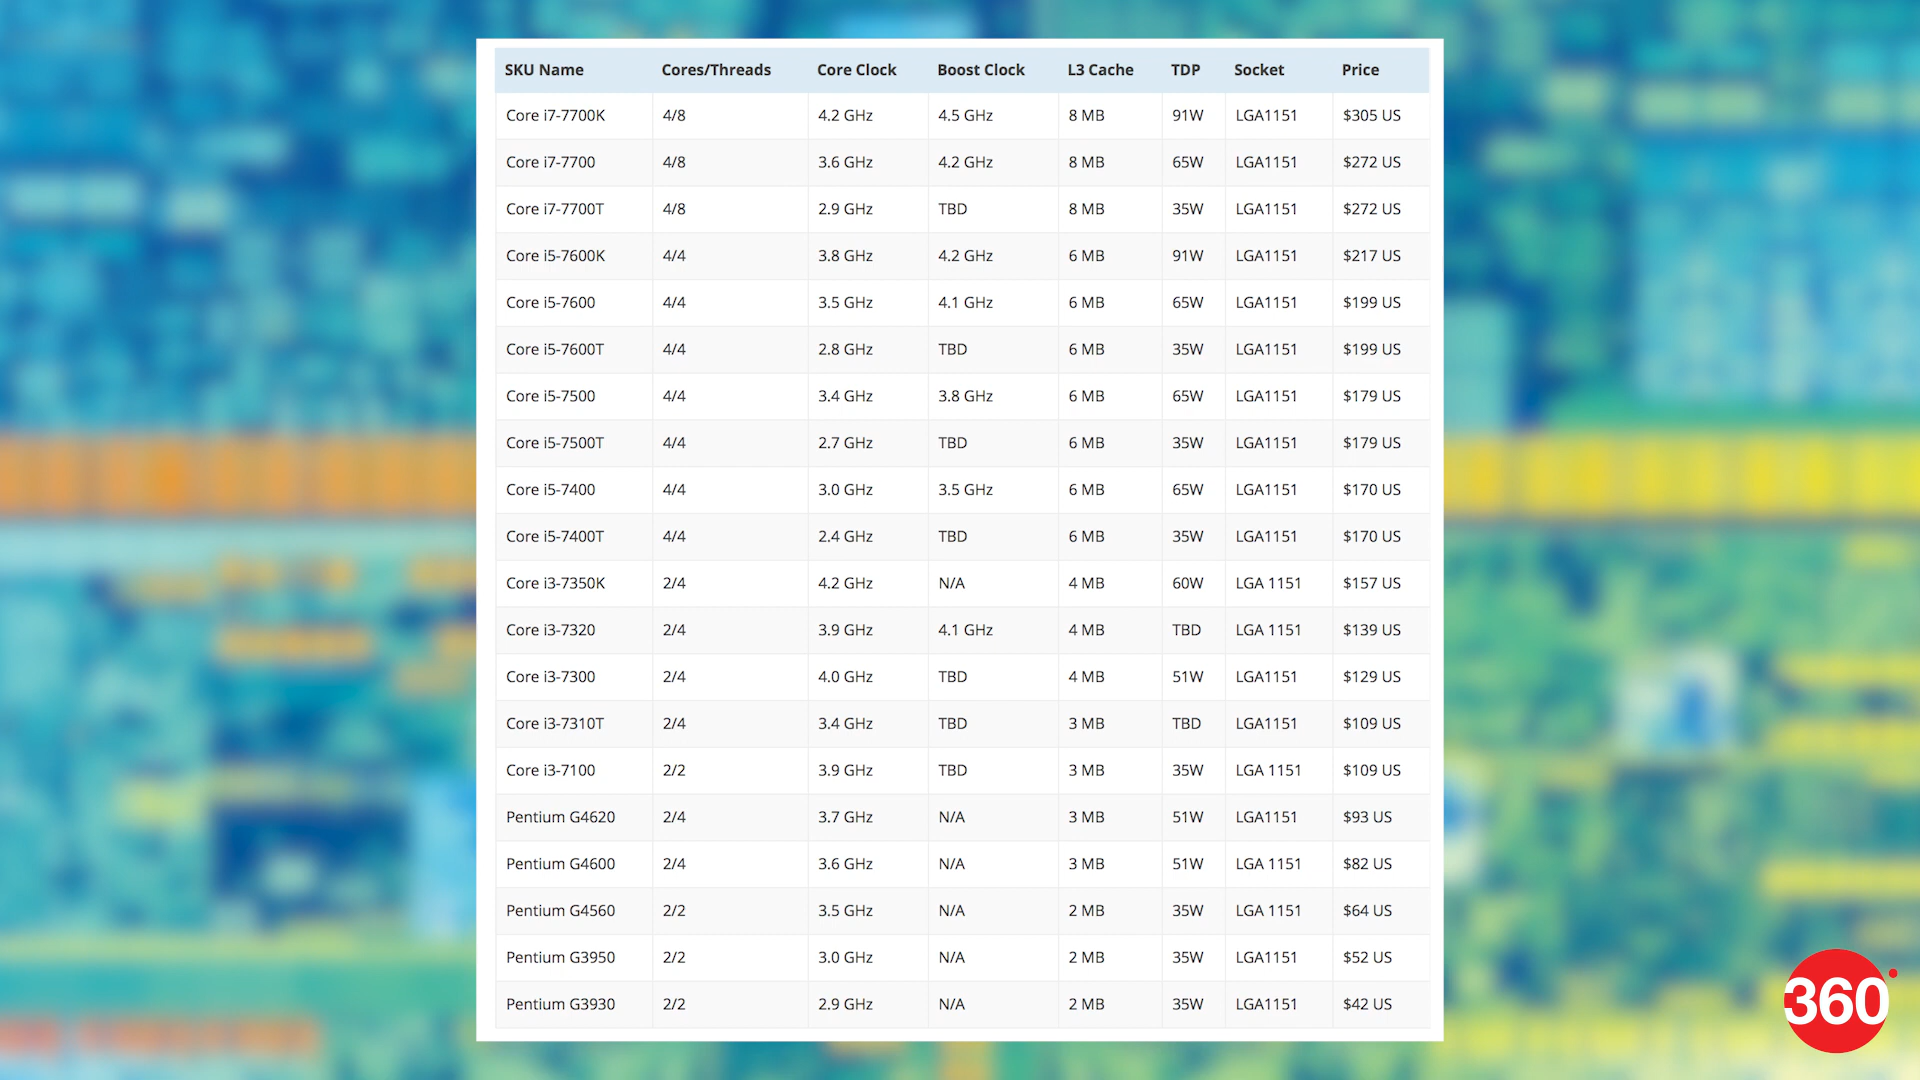 SKU Name Cores/Threads Core Clock Boost Clock L3 Cache TDP Socket Price
Core i7-7700K 4/8 4.2 GHz 4.5 GHz 8 MB 91W LGA1151 $305 US
Core i7-7700 4/8 3.6 GHz 4.2 GHz 8 MB 65W LGA1151 $272 US
Core i7-7700T 4/8 2.9 GHz TBD 8 MB 35W LGA1151 $272 US
Core i5-7600K 4/4 3.8 GHz 4.2 GHz 6 MB 91W LGA1151 $217 US
Core i5-7600 4/4 3.5 GHz 4.1 GHz 6 MB 65W LGA1151 $199 US
Core i5-7600T 4/4 2.8 GHz TBD 6 MB 35W LGA1151 $199 US
Core i5-7500 4/4 3.4 GHz 3.8 GHz 6 MB 65W LGA1151 $179 US
Core i5-7500T 4/4 2.7 GHz TBD 6 MB 35W LGA1151 $179 US
Core i5-7400 4/4 3.0 GHz 3.5 GHz 6 MB 65W LGA1151 $170 US
Core i5-7400T 4/4 2.4 GHz TBD 6 MB 35W LGA1151 $170 US
Core i3-7350K 2/4 4.2 GHz N/A 4 MB 60W LGA 1151 $157 US
Core i3-7320 2/4 3.9 GHz 4.1 GHz 4 MB TBD LGA 1151 $139 US
Core i3-7300 2/4 4.0 GHz TBD 4 MB 51W LGA1151 $129 US
Core i3-7310T 2/4 3.4 GHz TBD 3 MB TBD LGA1151 $109 US
Core i3-7100 2/2 3.9 GHz TBD 3 MB 35W LGA 1151 $109 US
Pentium G4620 2/4 3.7 GHz N/A 3 MB 51W LGA1151 $93 US
Pentium G4600 2/4 3.6 GHz N/A 3 MB 51W LGA 1151 $82 US
Pentium G4560 2/2 3.5 GHz N/A 2 MB 35W LGA 1151 $64 US
Pentium G3950 2/2 3.0 GHz N/A 2 MB 35W LGA1151 $52 US
Pentium G3930 2/2 2.9 GHz N/A 2 MB 35W LGA1151 $42 US
360